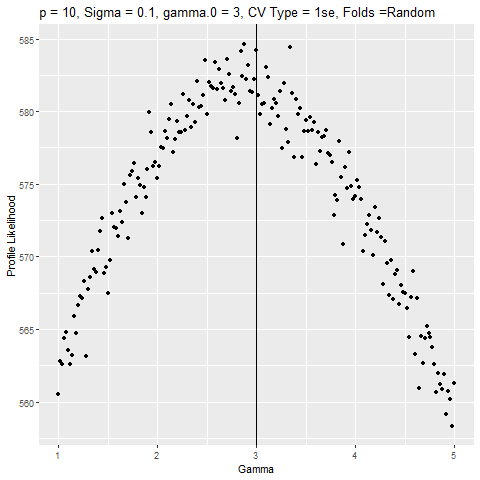 p = 10, Sigma = 0.1, gamma.0 = 3, CV Type = 1se, Folds =Random
585
580
575
570
565
560
Profile Likelihood
1 2 3 4 5
Gamma